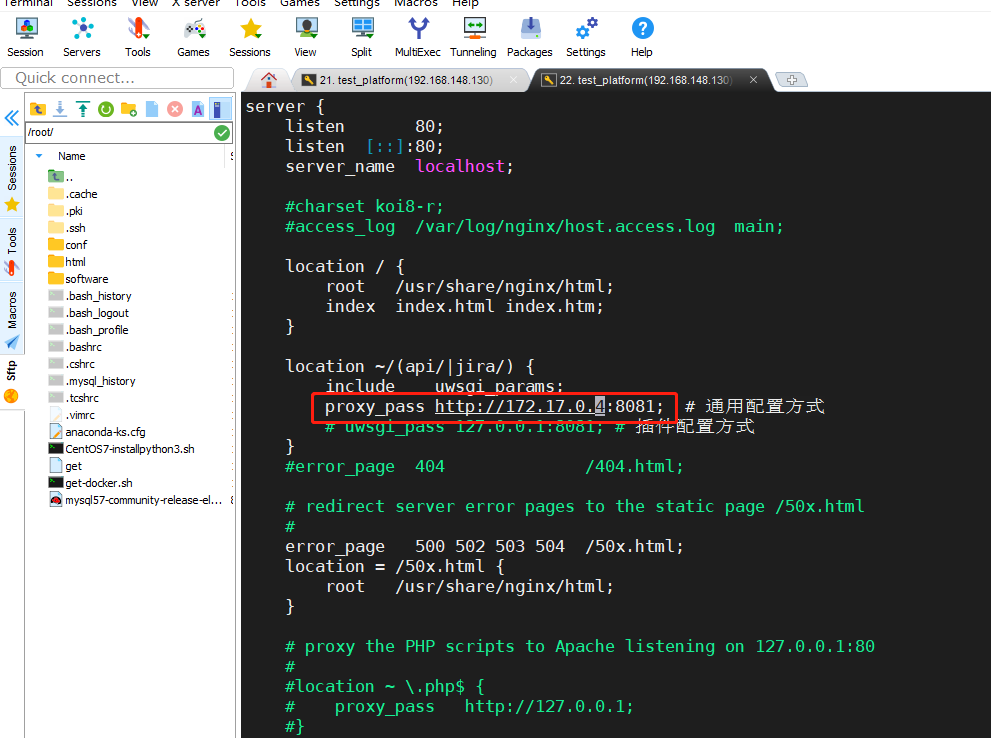 Terminal Sessions View X server Tools Games Settings Macros Help
Session Servers Tools Games Sessions View Split MultiExec Tunneling Packages Settings Help
Quick connect...
21. test_platform(192.168.148.130)
22. test_platform(192.168.148.130)
/root/
Name
..
.cache
.pki
.ssh
conf
html
software
.bash_history
.bash_logout
.bash_profile
.bashrc
.cshrc
.mysql_history
.tcshrc
.vimrc
anaconda-ks.cfg
CentOS7-installpython3.sh
get
get-docker.sh
mysql57-community-release-el...
Sessions
Tools
Macros
Sftp
server {
listen 80;
listen [::]:80;
server_name localhost;
#charset koi8-r;
#access_log /var/log/nginx/host.access.log main;
location / {
root /usr/share/nginx/html;
index index.html index.htm;
}
location ~/(api/|jira/) {
include uwsgi_params;
proxy_pass http://172.17.0.4:8081; # 通用配置方式
# uwsgi_pass 127.0.0.1:8081; # 插件配置方式
}
#error_page 404 /404.html;
# redirect server error pages to the static page /50x.html
#
error_page 500 502 503 504 /50x.html;
location = /50x.html {
root /usr/share/nginx/html;
}
# proxy the PHP scripts to Apache listening on 127.0.0.1:80
#
#location ~ \.php$ {
# proxy_pass http://127.0.0.1;
#}